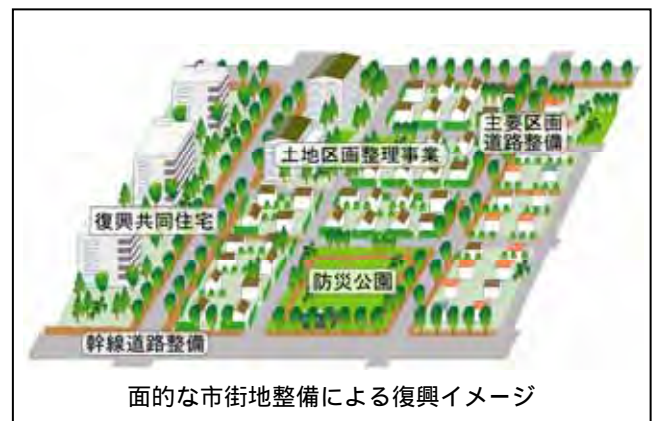 主要区画
道路整備
土地区画整理事業
復興共同住宅
防災公園
幹線道路整備
面的な市街地整備による復興イメージ